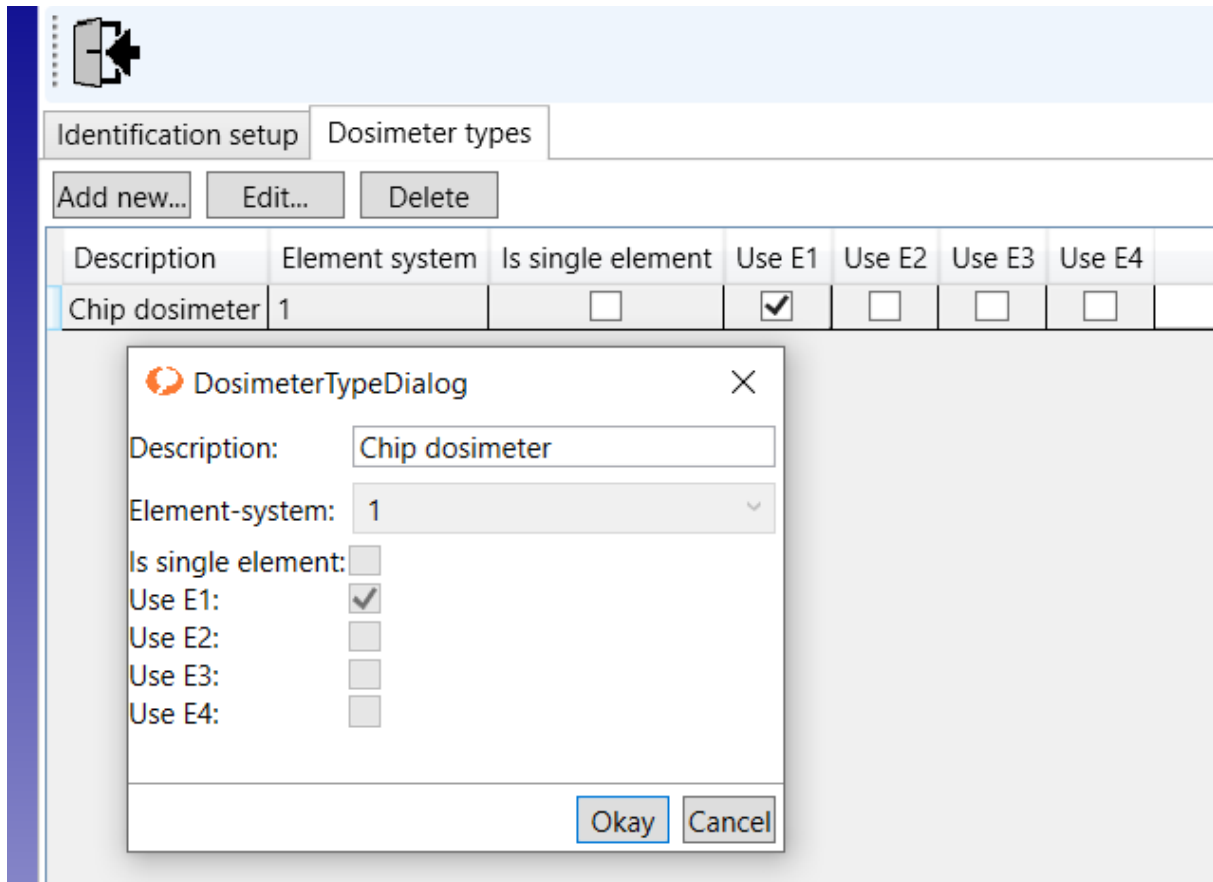 Identification setup Dosimeter types
Add new... Edit... Delete
Description Element system Is single element Use E1 Use E2 Use E3 Use E4
Chip dosimeter 1
DosimeterTypeDialog
Description: Chip dosimeter
Element-system: 1
Is single element:
Use E1:
Use E2:
Use E3:
Use E4:
Okay Cancel